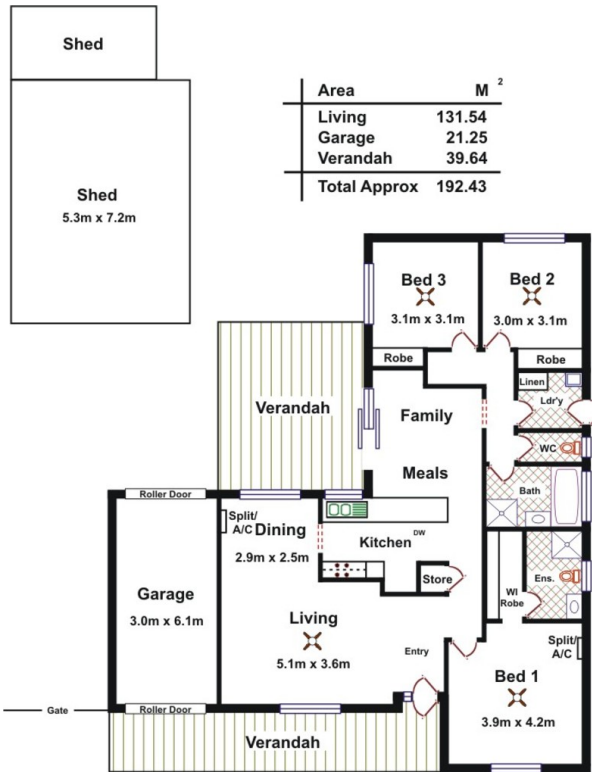 Shed
Shed
5.3m x 7.2m
Area M 2
Living 131.54
Garage 21.25
Verandah 39.64
Total Approx 192.43
Bed 3
3.1m x 3.1m
Bed 2
3.0m x 3.1m
Robe
Robe
Linen
Ldr'y
Verandah
Family
WC
Meals
Bath
Roller Door
Split/
A/C
Dining
2.9m x 2.5m
Kitchen
DW
Store
Ens.
WI
Robe
Garage
3.0m x 6.1m
Living
5.1m x 3.6m
Entry
Split/
A/C
Bed 1
3.9m x 4.2m
Gate
Roller Door
Verandah